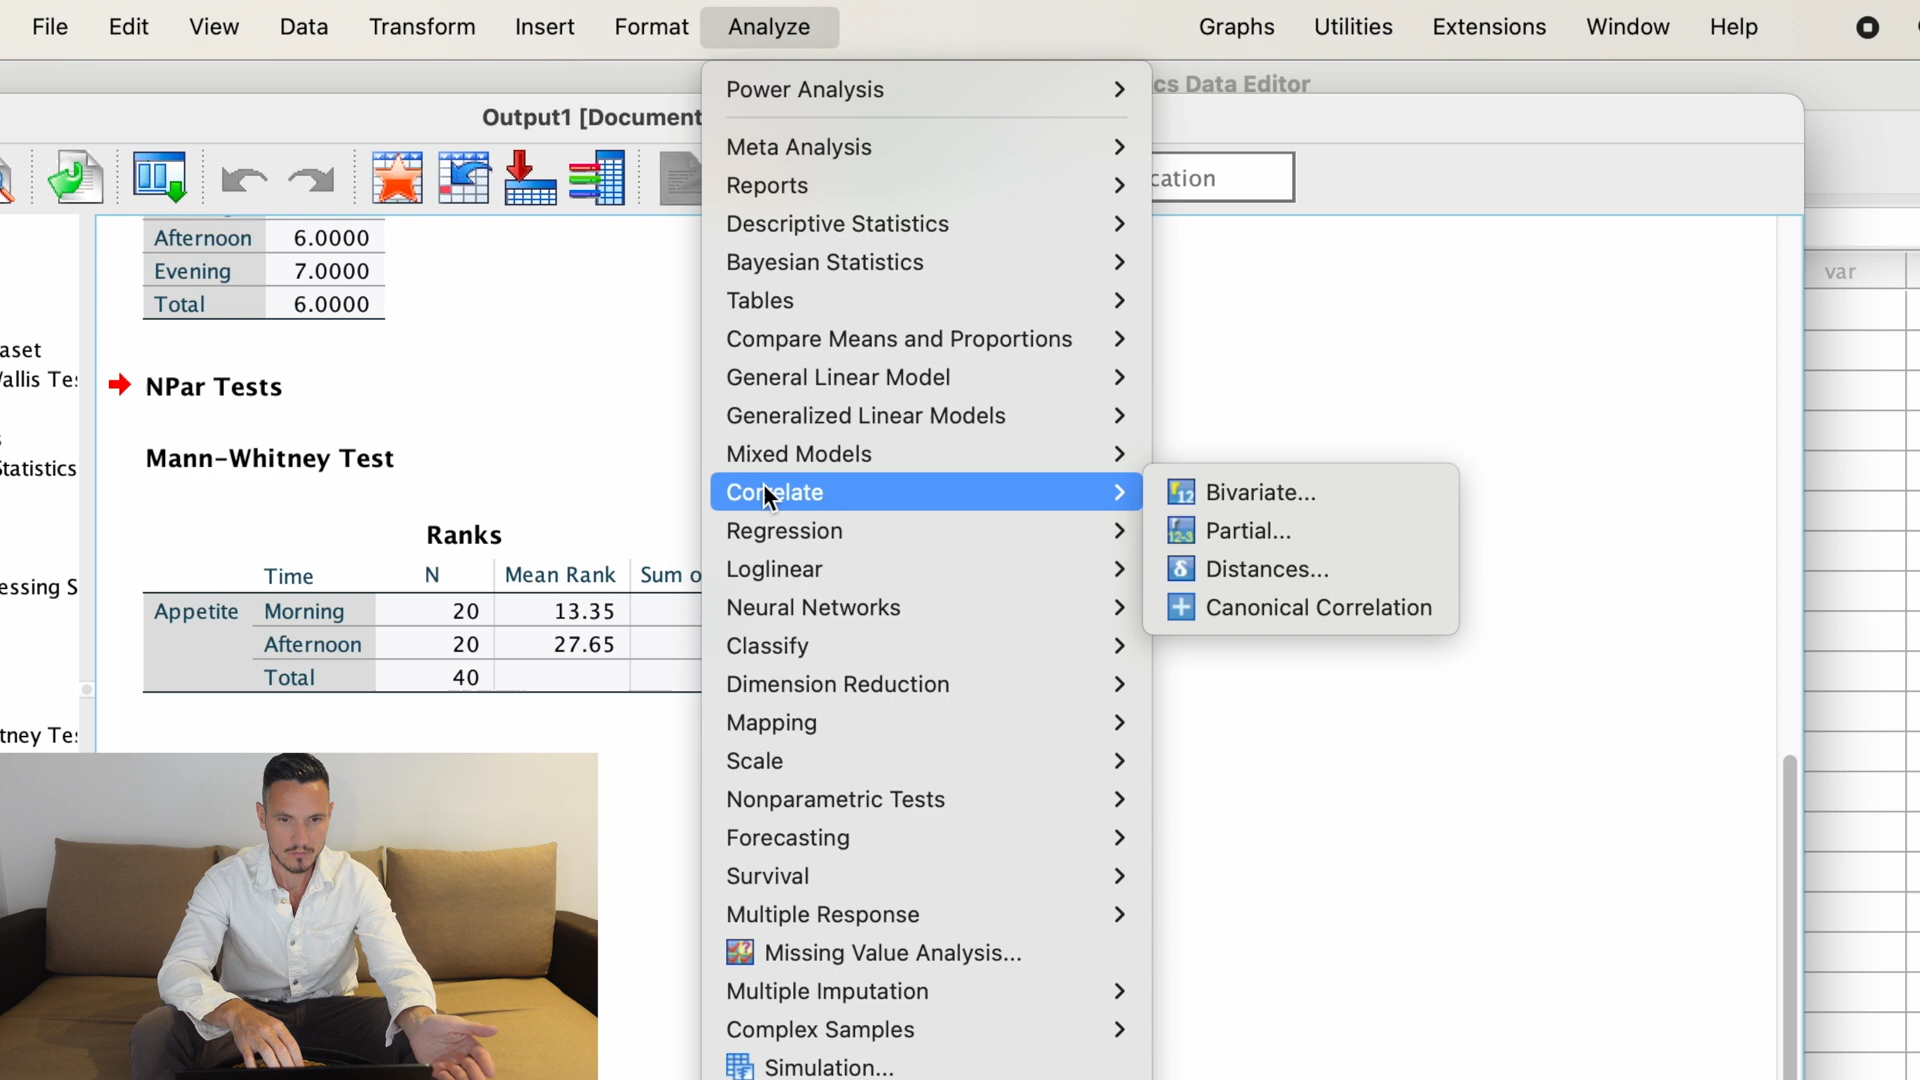 File Edit View Data Transform Insert Format Analyze Graphs Utilities Extensions Window Help
cs Data Editor
Output1 [Document
cation
Power Analysis
Meta Analysis
Reports
Descriptive Statistics
Bayesian Statistics
Tables
Compare Means and Proportions
General Linear Model
Generalized Linear Models
Mixed Models
Correlate
Regression
Loglinear
Neural Networks
Classify
Dimension Reduction
Mapping
Scale
Nonparametric Tests
Forecasting
Survival
Multiple Response
Missing Value Analysis...
Multiple Imputation
Complex Samples
Simulation...
Bivariate...
Partial...
Distances...
Canonical Correlation
Afternoon 6.0000
Evening 7.0000
Total 6.0000
NPar Tests
Mann-Whitney Test
Ranks
Time N Mean Rank Sum o
Appetite Morning 20 13.35
Afternoon 20 27.65
Total 40
aset
allis Te
tatistics
essing S
tney Te
var